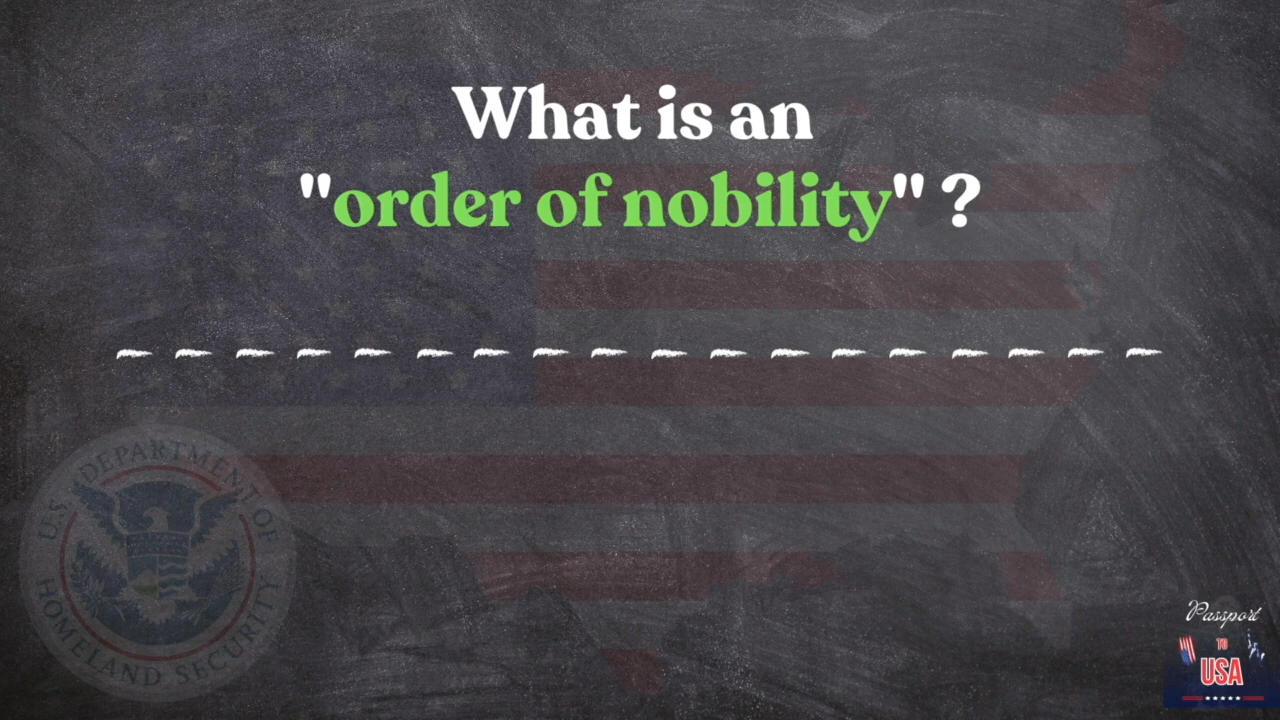 What is an
"order of nobility" ?
U.S. DEPARTMENT OF
HOMELAND SECURITY
Passport
TO
USA